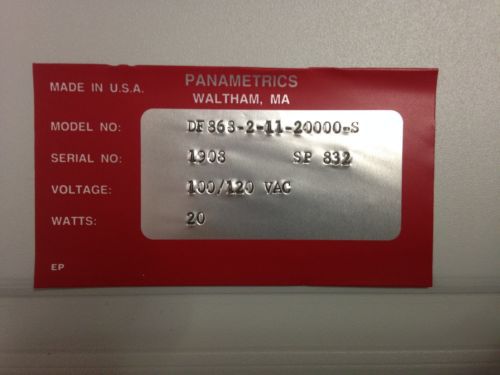 MADE IN U.S.A. PANAMETRICS
WALTHAM, MA
MODEL NO: DF868-2-11-20000-S
SERIAL NO: 1908 SP 832
VOLTAGE: 100/120 VAC
WATTS: 20
EP